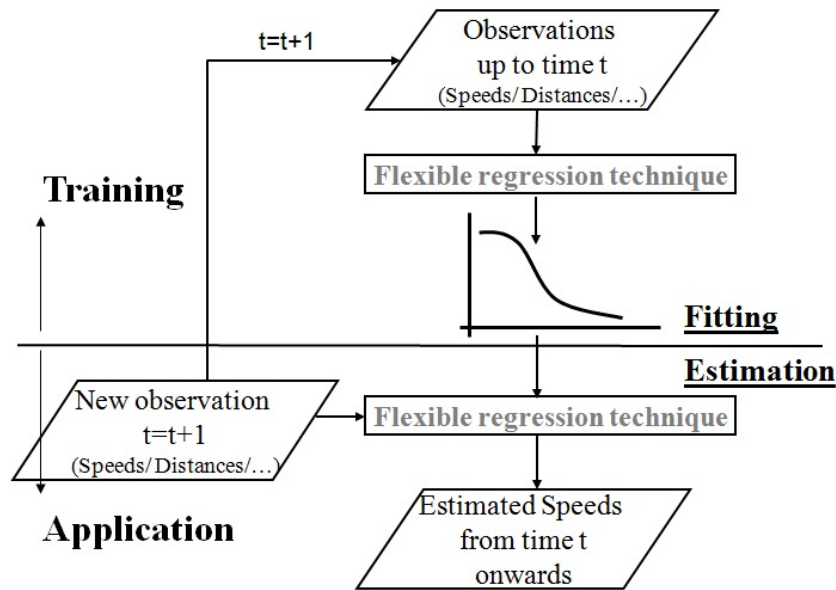 t=t+1
Observations
up to time t
(Speeds/Distances/...)
Training
Flexible regression technique
Fitting
Estimation
New observation
t=t+1
(Speeds/Distances/...)
Flexible regression technique
Application
Estimated Speeds
from time t
onwards